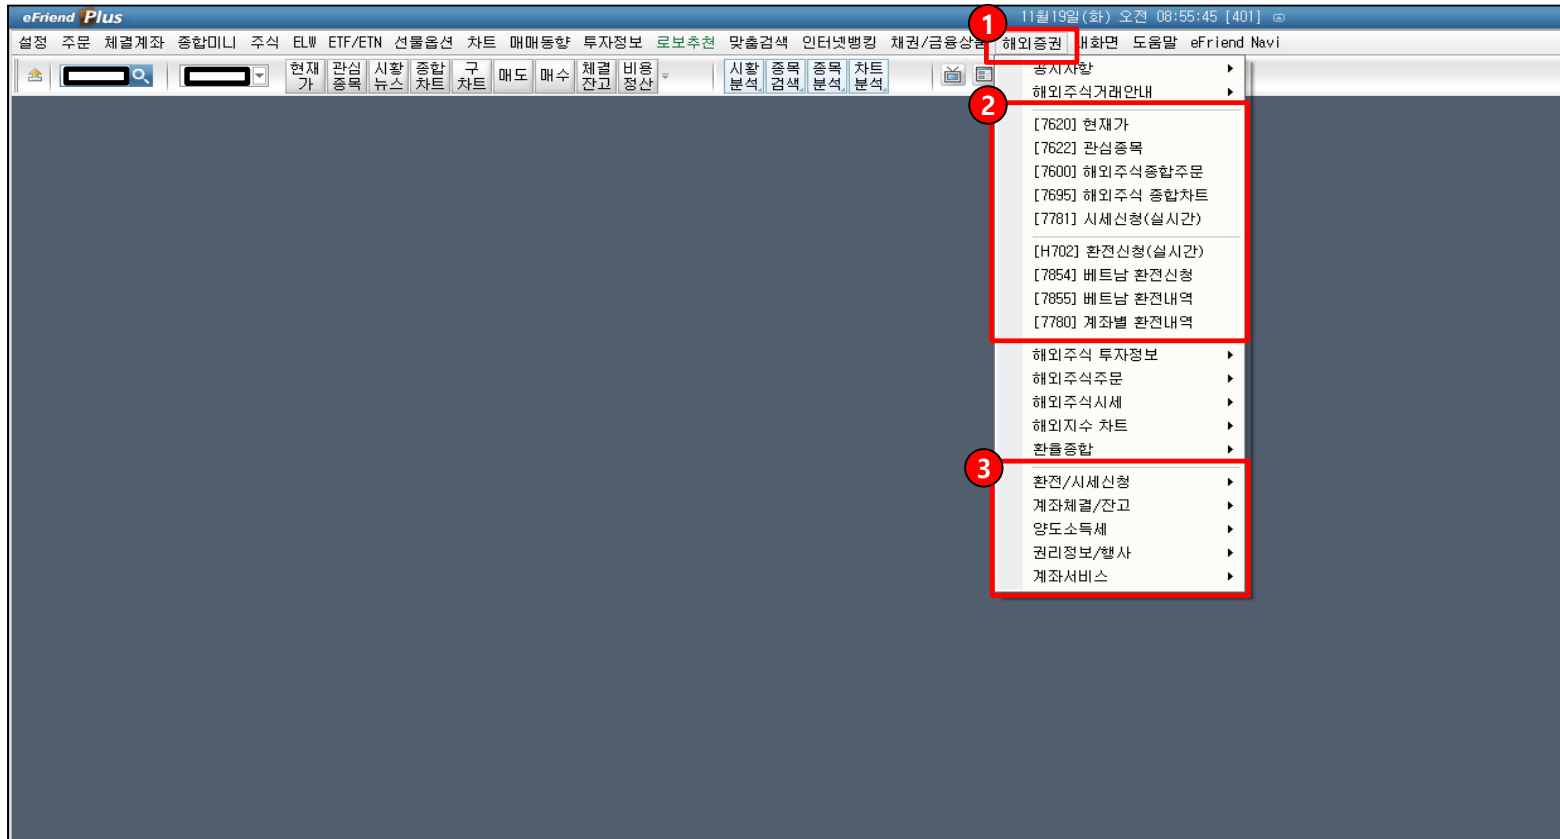 eFriend Plus
11월19일(화) 오전 08:55:45 [401]
1
설정 주문 체결계좌 종합미니 주식 ELW ETF/ETN 선물옵션 차트 매매동향 투자정보 로보추천 맞춤검색 인터넷뱅킹 채권/금융상품 해외증권 내화면 도움말 eFriend Navi
현재가 관심종목 시황뉴스 종합차트 구차트 매도 매수 체결잔고 비용정산 시황분석 종목검색 종목분석 차트분석
공지사항
해외주식거래안내
2
[7620] 현재가
[7622] 관심종목
[7600] 해외주식종합주문
[7695] 해외주식 종합차트
[7781] 시세신청(실시간)
[H702] 환전신청(실시간)
[7854] 베트남 환전신청
[7855] 베트남 환전내역
[7780] 계좌별 환전내역
해외주식 투자정보
해외주식주문
해외주식시세
해외지수 차트
환율종합
3
환전/시세신청
계좌체결/잔고
양도소득세
권리정보/행사
계좌서비스